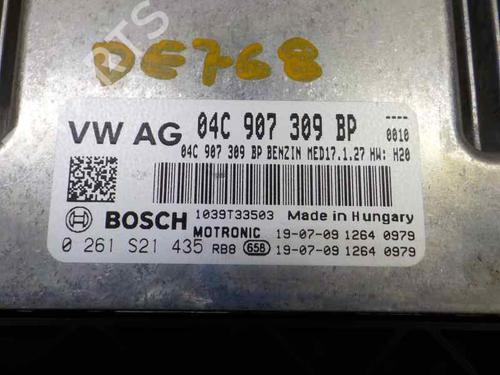 DE768
VW AG 04C 907 309 BP ----
0010
04C 907 309 BP BENZIN MED17.1.27 HW: H20
BOSCH 1039T33503 Made in Hungary
MOTRONIC 19-07-09 1264 0979
0 261 S21 435 RB8 658 19-07-09 1264 0979